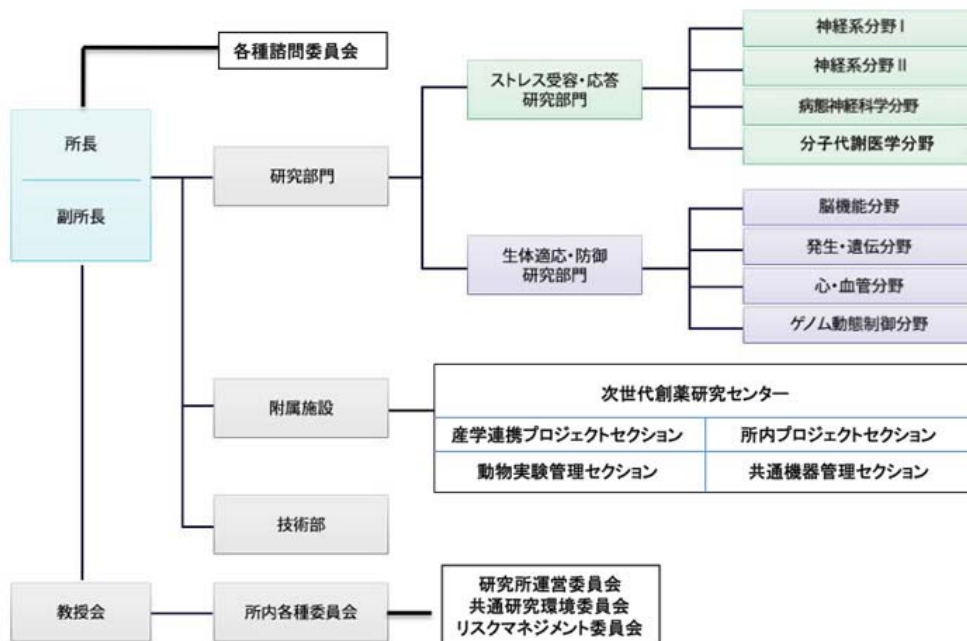 各種諮問委員会
所長
副所長
研究部門
ストレス受容・応答
研究部門
神経系分野Ⅰ
神経系分野Ⅱ
病態神経科学分野
分子代謝医学分野
生体適応・防御
研究部門
脳機能分野
発生・遺伝分野
心・血管分野
ゲノム動態制御分野
附属施設
次世代創薬研究センター
産学連携プロジェクトセクション
所内プロジェクトセクション
動物実験管理セクション
共通機器管理セクション
技術部
教授会
所内各種委員会
研究所運営委員会
共通研究環境委員会
リスクマネジメント委員会